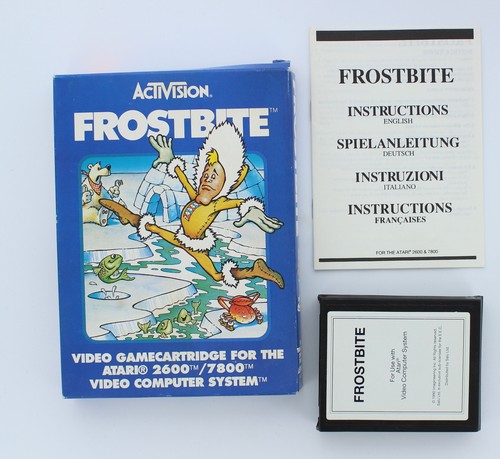 ACTIVISION®
FROSTBITE™
VIDEO GAMECARTRIDGE FOR THE
ATARI® 2600™/7800™
VIDEO COMPUTER SYSTEM™
FROSTBITE
INSTRUCTIONS
ENGLISH
SPIELANLEITUNG
DEUTSCH
INSTRUZIONI
ITALIANO
INSTRUCTIONS
FRANÇAISES
FOR THE ATARI® 2600 & 7800
FROSTBITE
For Use with
Atari®
Video Computer System